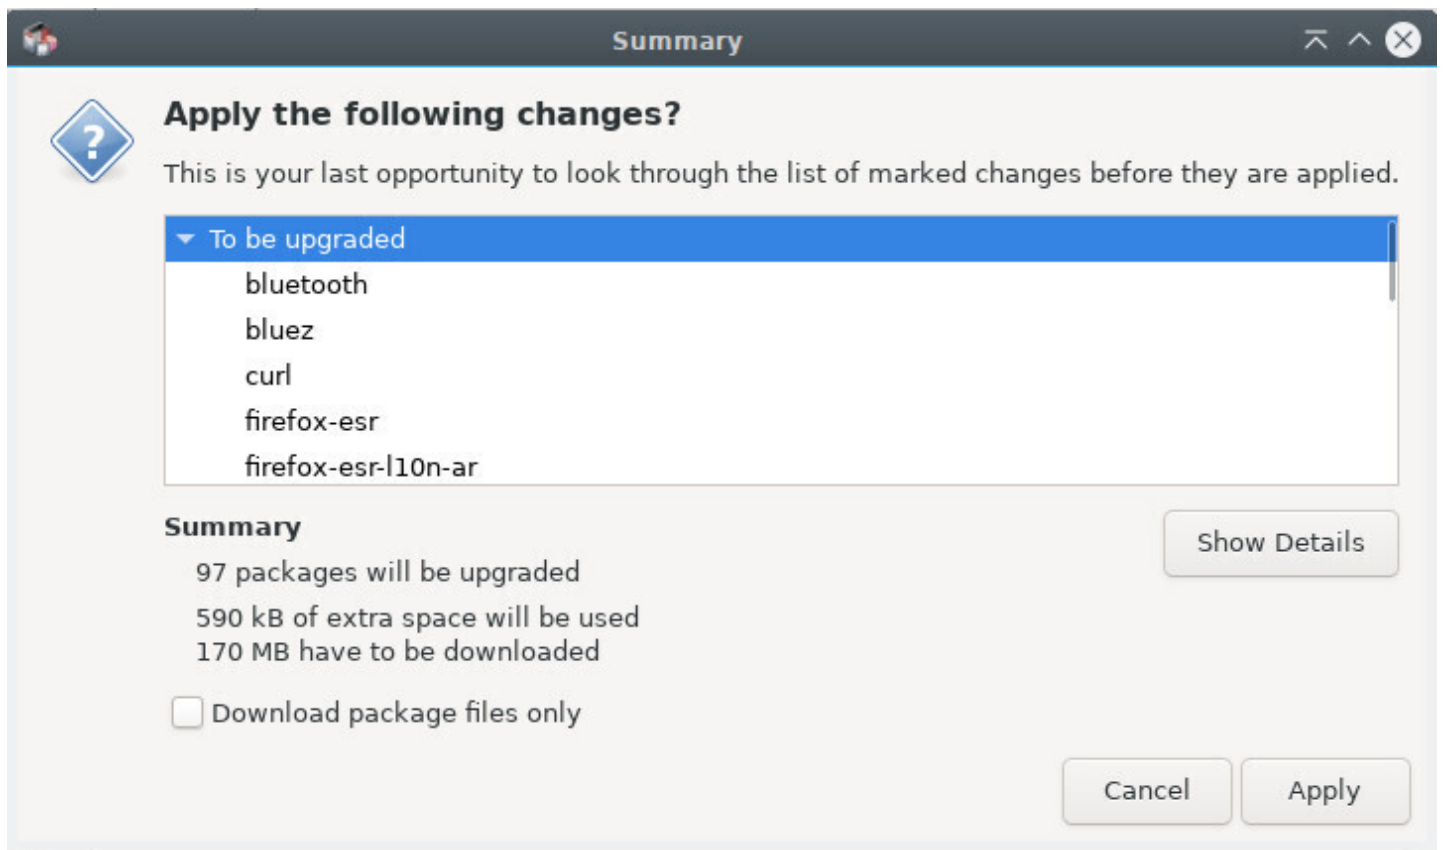 Summary
Apply the following changes?
This is your last opportunity to look through the list of marked changes before they are applied.
To be upgraded
bluetooth
bluez
curl
firefox-esr
firefox-esr-l10n-ar
Summary
Show Details
97 packages will be upgraded
590 kB of extra space will be used
170 MB have to be downloaded
Download package files only
Cancel
Apply